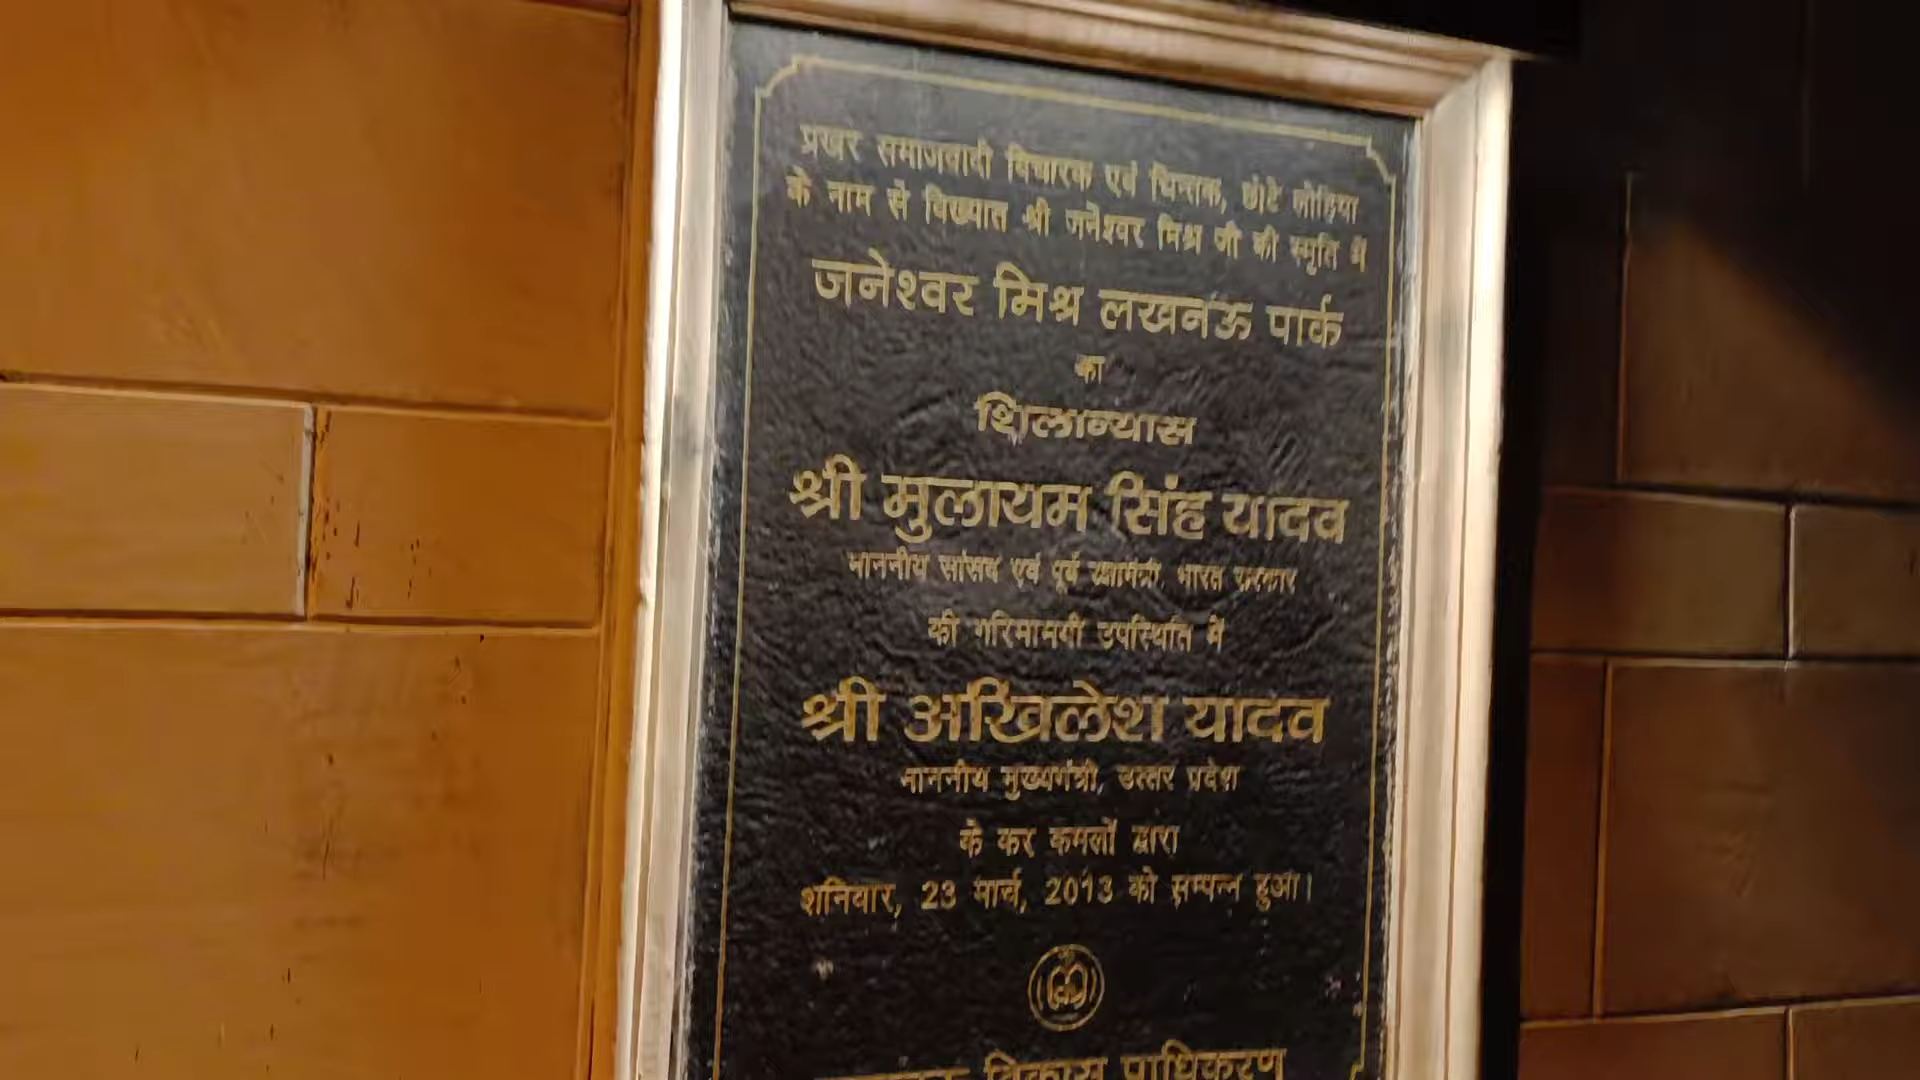 प्रखर समाजवादी विचारक एवं चिन्तक, छोटे लोहिया
के नाम से विख्यात श्री जनेश्वर मिश्र जी की स्मृति में
जनेश्वर मिश्र लखनऊ पार्क
का
शिलान्यास
श्री मुलायम सिंह यादव
माननीय सांसद एवं पूर्व रक्षामंत्री, भारत सरकार
की गरिमामयी उपस्थिति में
श्री अखिलेश यादव
माननीय मुख्यमंत्री, उत्तर प्रदेश
के कर कमलों द्वारा
शनिवार, 23 मार्च, 2013 को सम्पन्न हुआ।
विकास प्राधिकरण